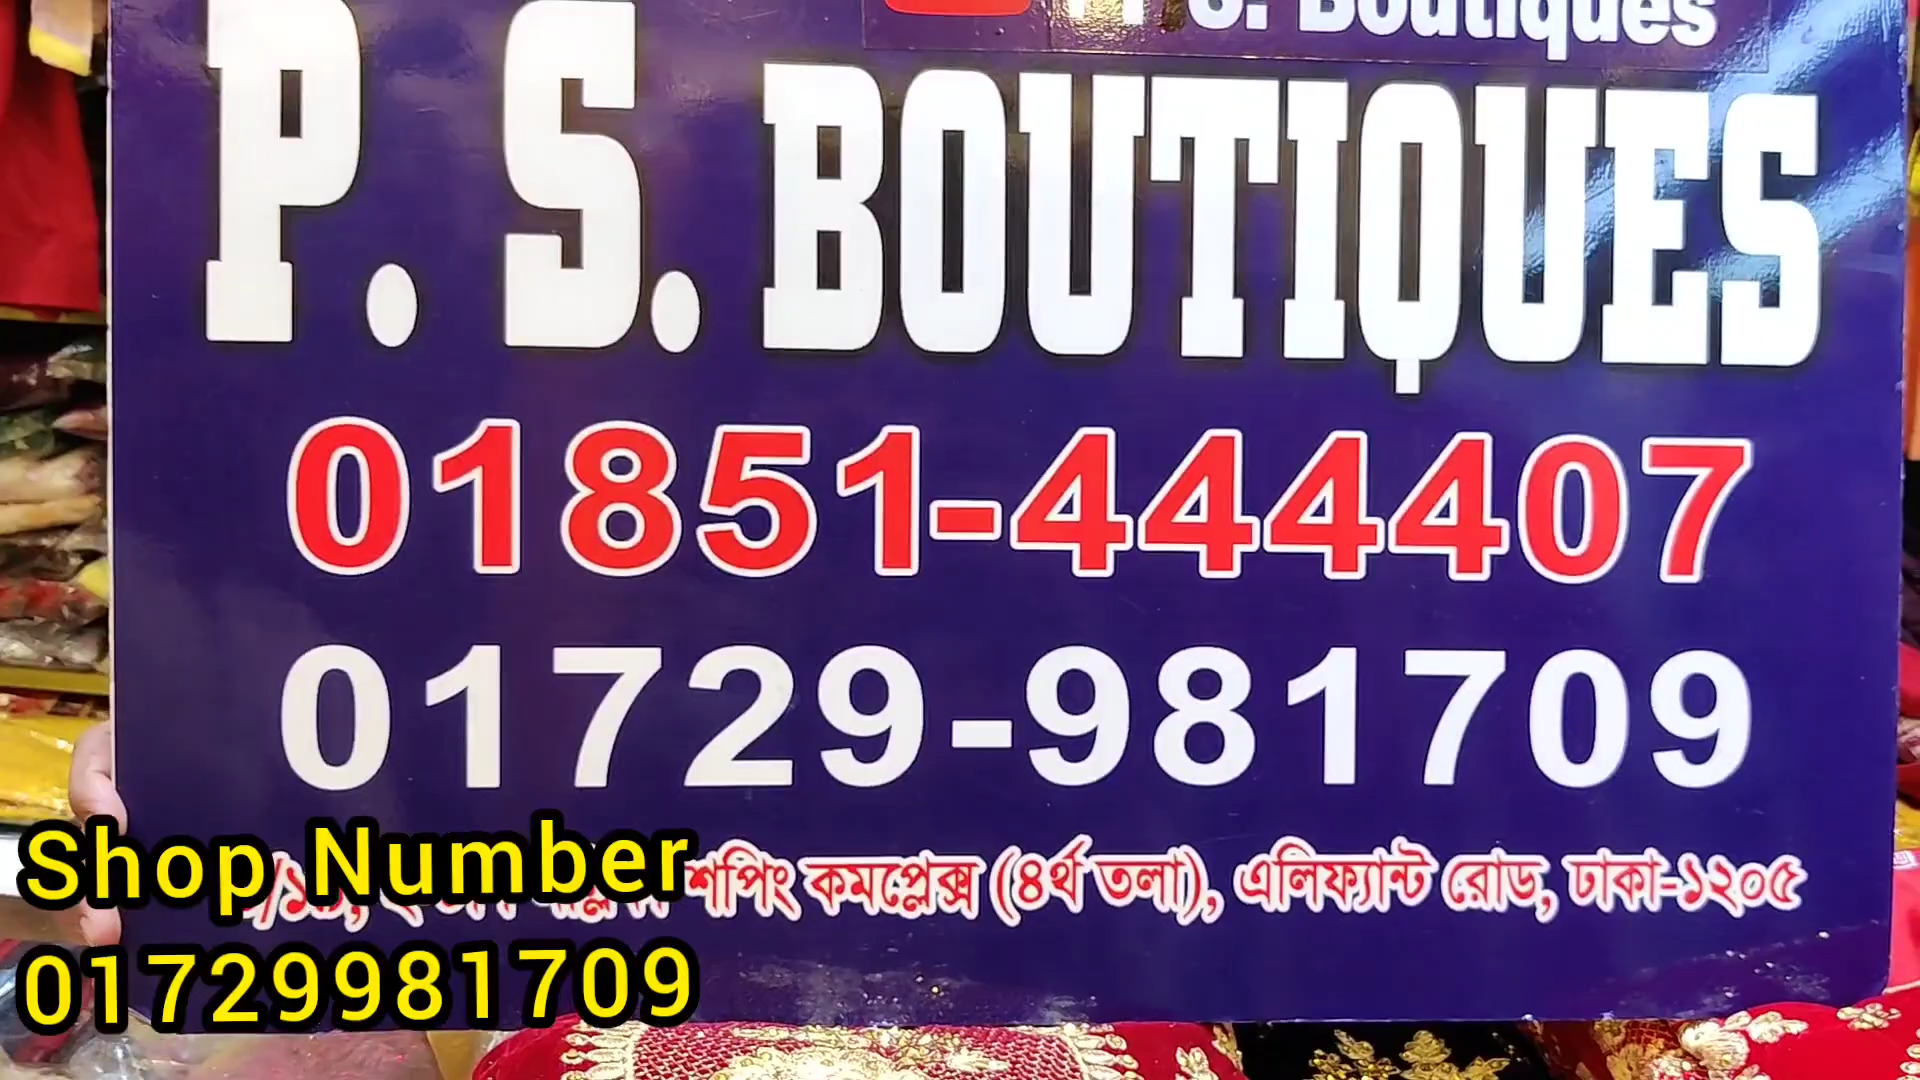 S. Boutiques
P. S. BOUTIQUES
01851-444407
01729-981709
শপিং কমপ্লেক্স (৪র্থ তলা), এলিফ্যান্ট রোড, ঢাকা-১২০৫
Shop Number
01729981709